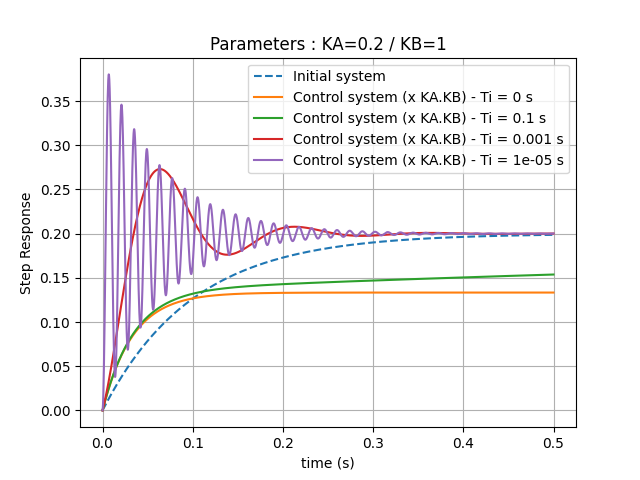 Parameters : KA=0.2 / KB=1
Initial system
Control system (x KA.KB) - Ti = 0 s
Control system (x KA.KB) - Ti = 0.1 s
Control system (x KA.KB) - Ti = 0.001 s
Control system (x KA.KB) - Ti = 1e-05 s
Step Response
0.35
0.30
0.25
0.20
0.15
0.10
0.05
0.00
0.0 0.1 0.2 0.3 0.4 0.5
time (s)